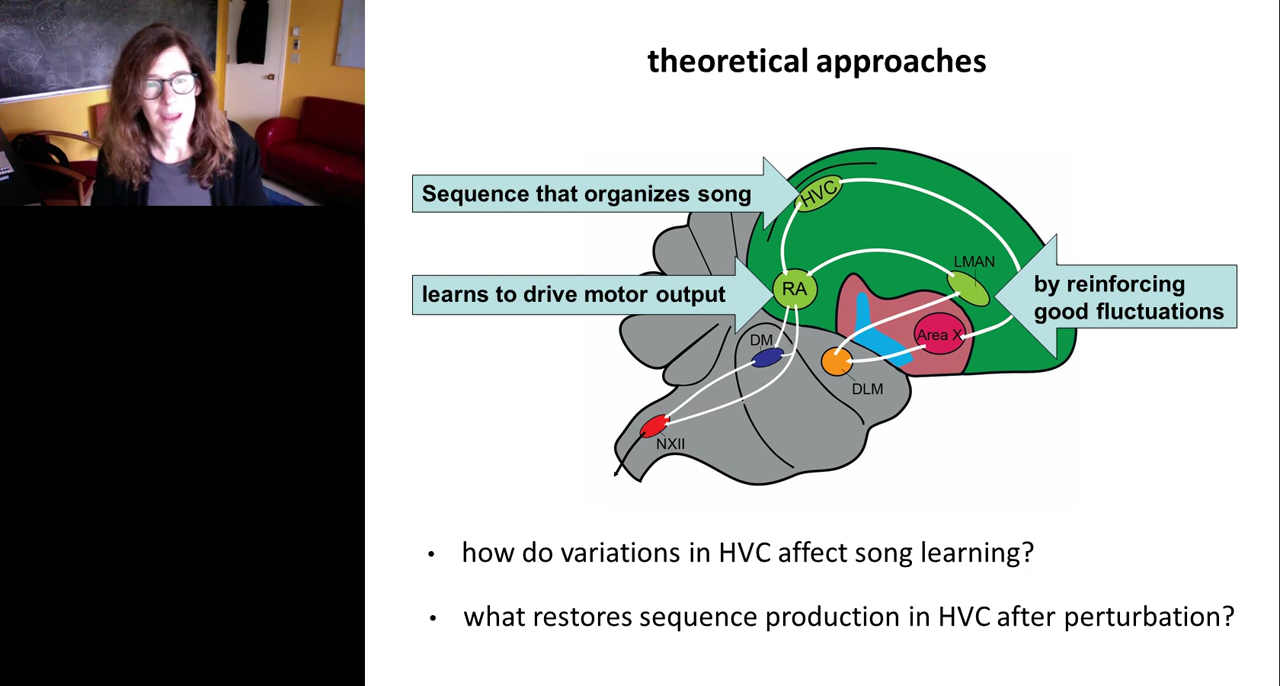 theoretical approaches
Sequence that organizes song
HVC
LMAN
learns to drive motor output
RA
by reinforcing
good fluctuations
Area X
DM
DLM
NXII
• how do variations in HVC affect song learning?
• what restores sequence production in HVC after perturbation?